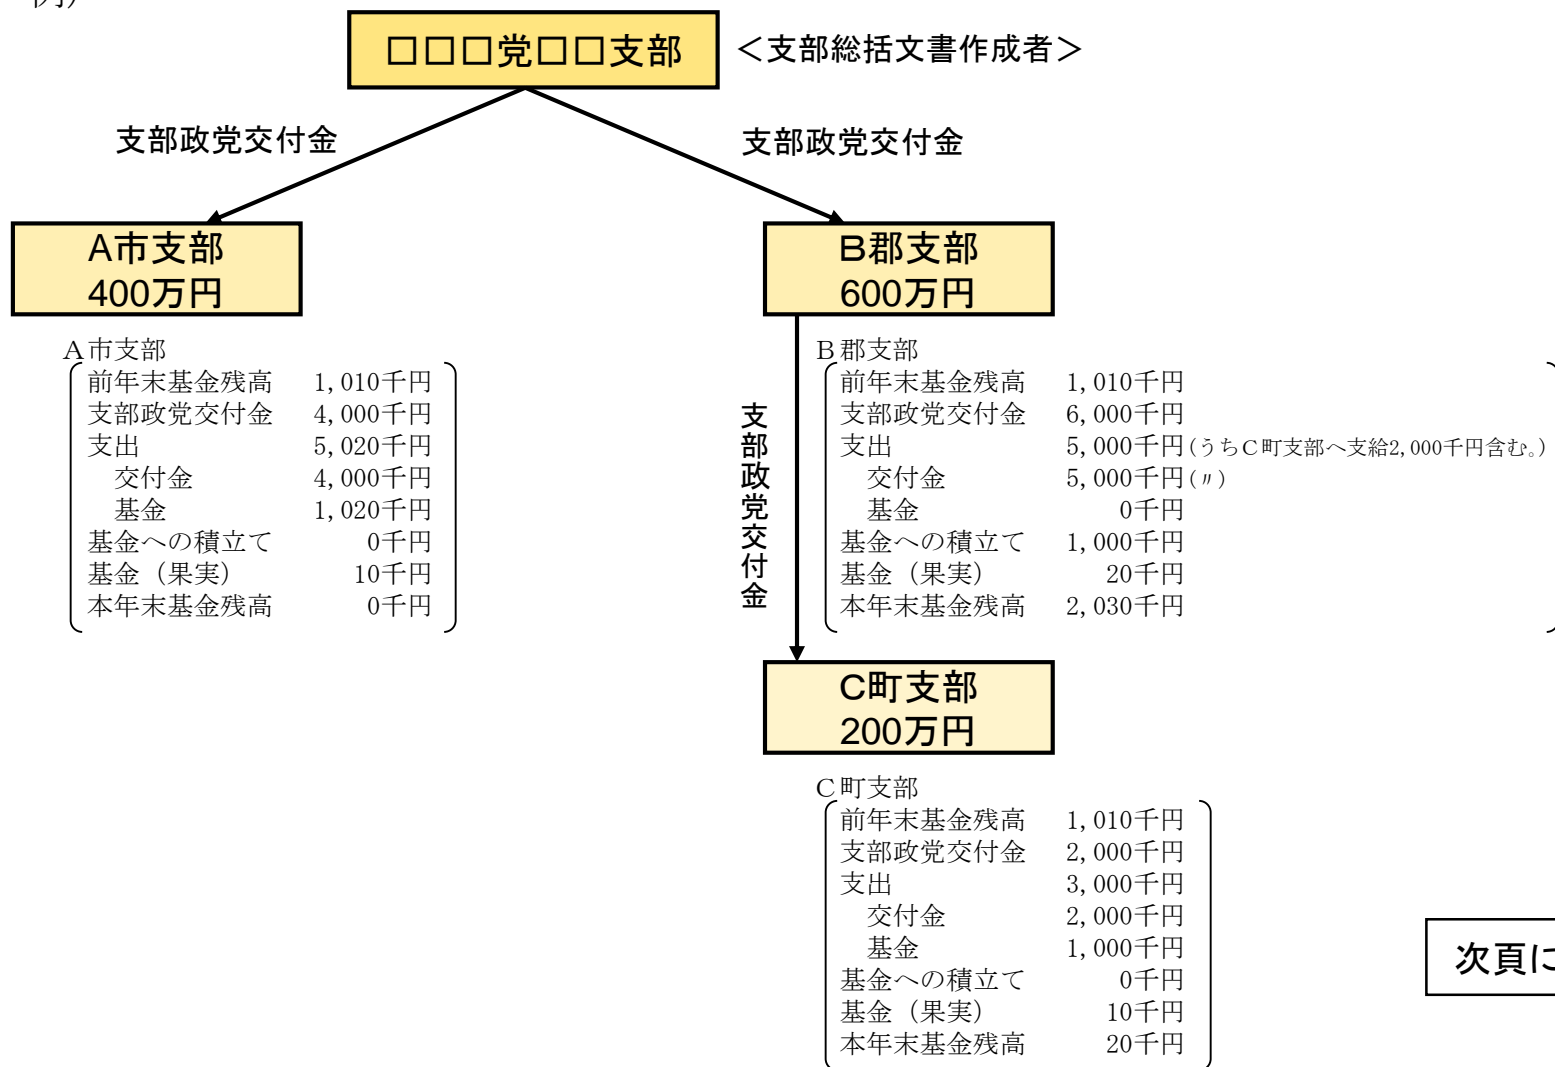 例）
□□□党□□支部
＜支部総括文書作成者＞
支部政党交付金
支部政党交付金
A市支部
400万円
Ｂ郡支部
600万円
Ａ市支部
前年末基金残高 1,010千円
支部政党交付金 4,000千円
支出 5,020千円
交付金 4,000千円
基金 1,020千円
基金への積立て 0千円
基金（果実） 10千円
本年末基金残高 0千円
Ｂ郡支部
前年末基金残高 1,010千円
支部政党交付金 6,000千円
支出 5,000千円(うちＣ町支部へ支給2,000千円含む。)
交付金 5,000千円(〃)
基金 0千円
基金への積立て 1,000千円
基金（果実） 20千円
本年末基金残高 2,030千円
支部政党交付金
C町支部
200万円
Ｃ町支部
前年末基金残高 1,010千円
支部政党交付金 2,000千円
支出 3,000千円
交付金 2,000千円
基金 1,000千円
基金への積立て 0千円
基金（果実） 10千円
本年末基金残高 20千円
次頁に